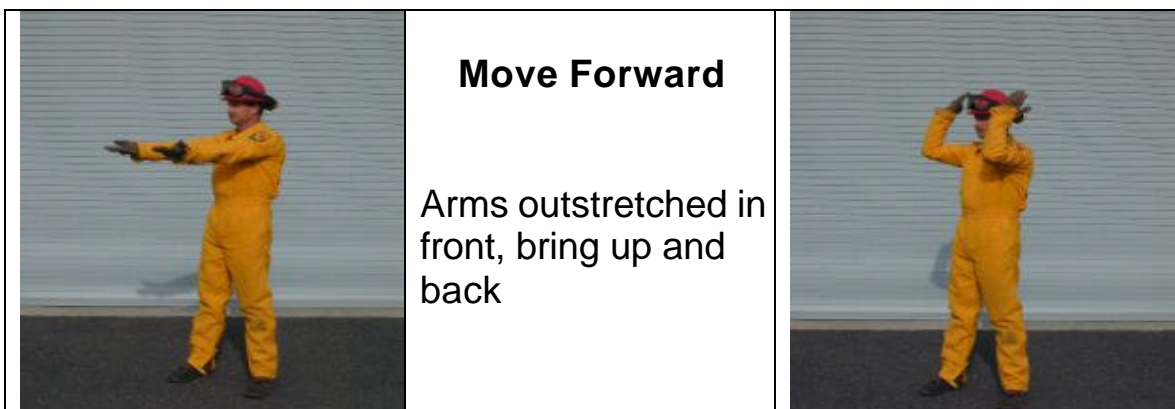 Move Forward
Arms outstretched in
front, bring up and
back